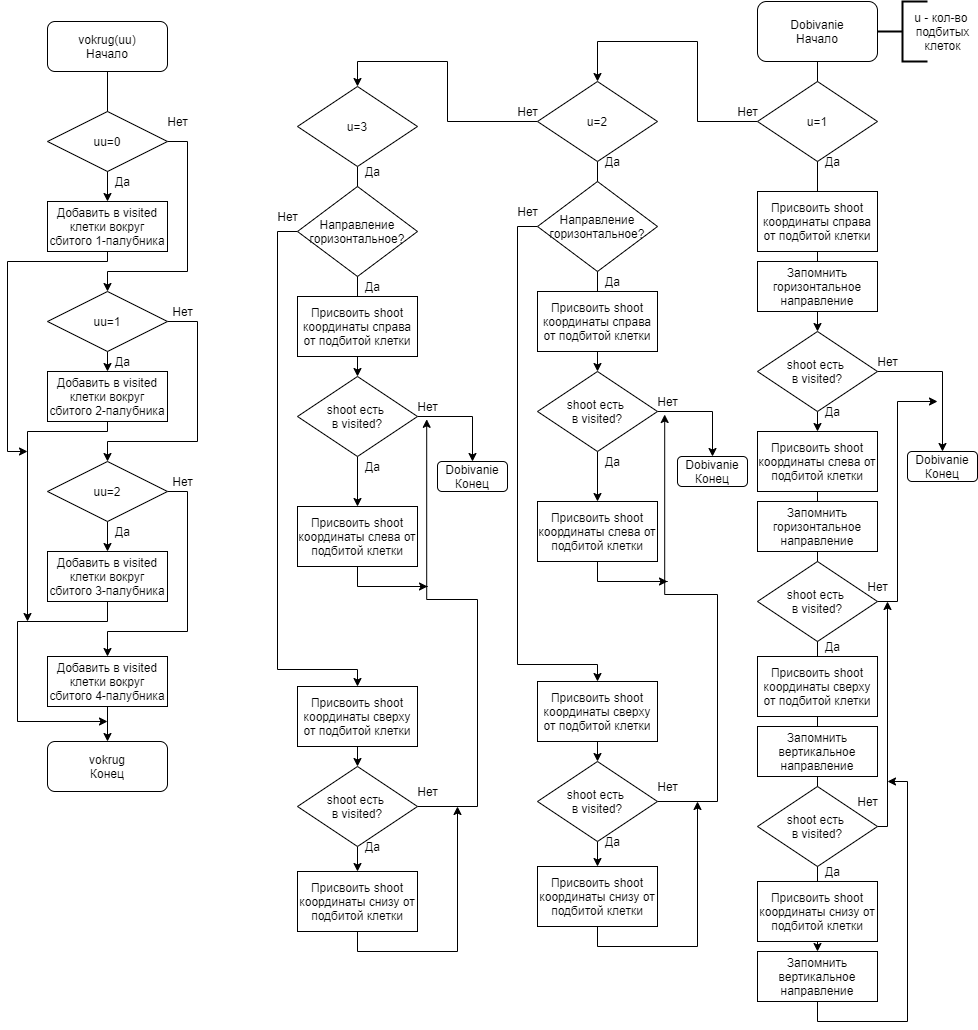 vokrug(uu)
Начало
uu=0
Нет
Да
Добавить в visited
клетки вокруг
сбитого 1-палубника
uu=1
Нет
Да
Добавить в visited
клетки вокруг
сбитого 2-палубника
uu=2
Нет
Да
Добавить в visited
клетки вокруг
сбитого 3-палубника
Добавить в visited
клетки вокруг
сбитого 4-палубника
vokrug
Конец
u=3
Да
Нет
Направление
горизонтальное?
Да
Присвоить shoot
координаты справа
от подбитой клетки
shoot есть
в visited?
Нет
Да
Dobivanie
Конец
Присвоить shoot
координаты слева от
подбитой клетки
Присвоить shoot
координаты сверху
от подбитой клетки
shoot есть
в visited?
Нет
Да
Присвоить shoot
координаты снизу от
подбитой клетки
Нет
u=2
Да
Нет
Направление
горизонтальное?
Да
Присвоить shoot
координаты справа
от подбитой клетки
shoot есть
в visited?
Нет
Да
Dobivanie
Конец
Присвоить shoot
координаты слева от
подбитой клетки
Присвоить shoot
координаты сверху
от подбитой клетки
shoot есть
в visited?
Нет
Да
Присвоить shoot
координаты снизу от
подбитой клетки
Dobivanie
Начало
u - кол-во
подбитых
клеток
Нет
u=1
Да
Присвоить shoot
координаты справа
от подбитой клетки
Запомнить
горизонтальное
направление
shoot есть
в visited?
Нет
Да
Присвоить shoot
координаты слева от
подбитой клетки
Dobivanie
Конец
Запомнить
горизонтальное
направление
shoot есть
в visited?
Нет
Да
Присвоить shoot
координаты сверху
от подбитой клетки
Запомнить
вертикальное
направление
shoot есть
в visited?
Нет
Да
Присвоить shoot
координаты снизу от
подбитой клетки
Запомнить
вертикальное
направление